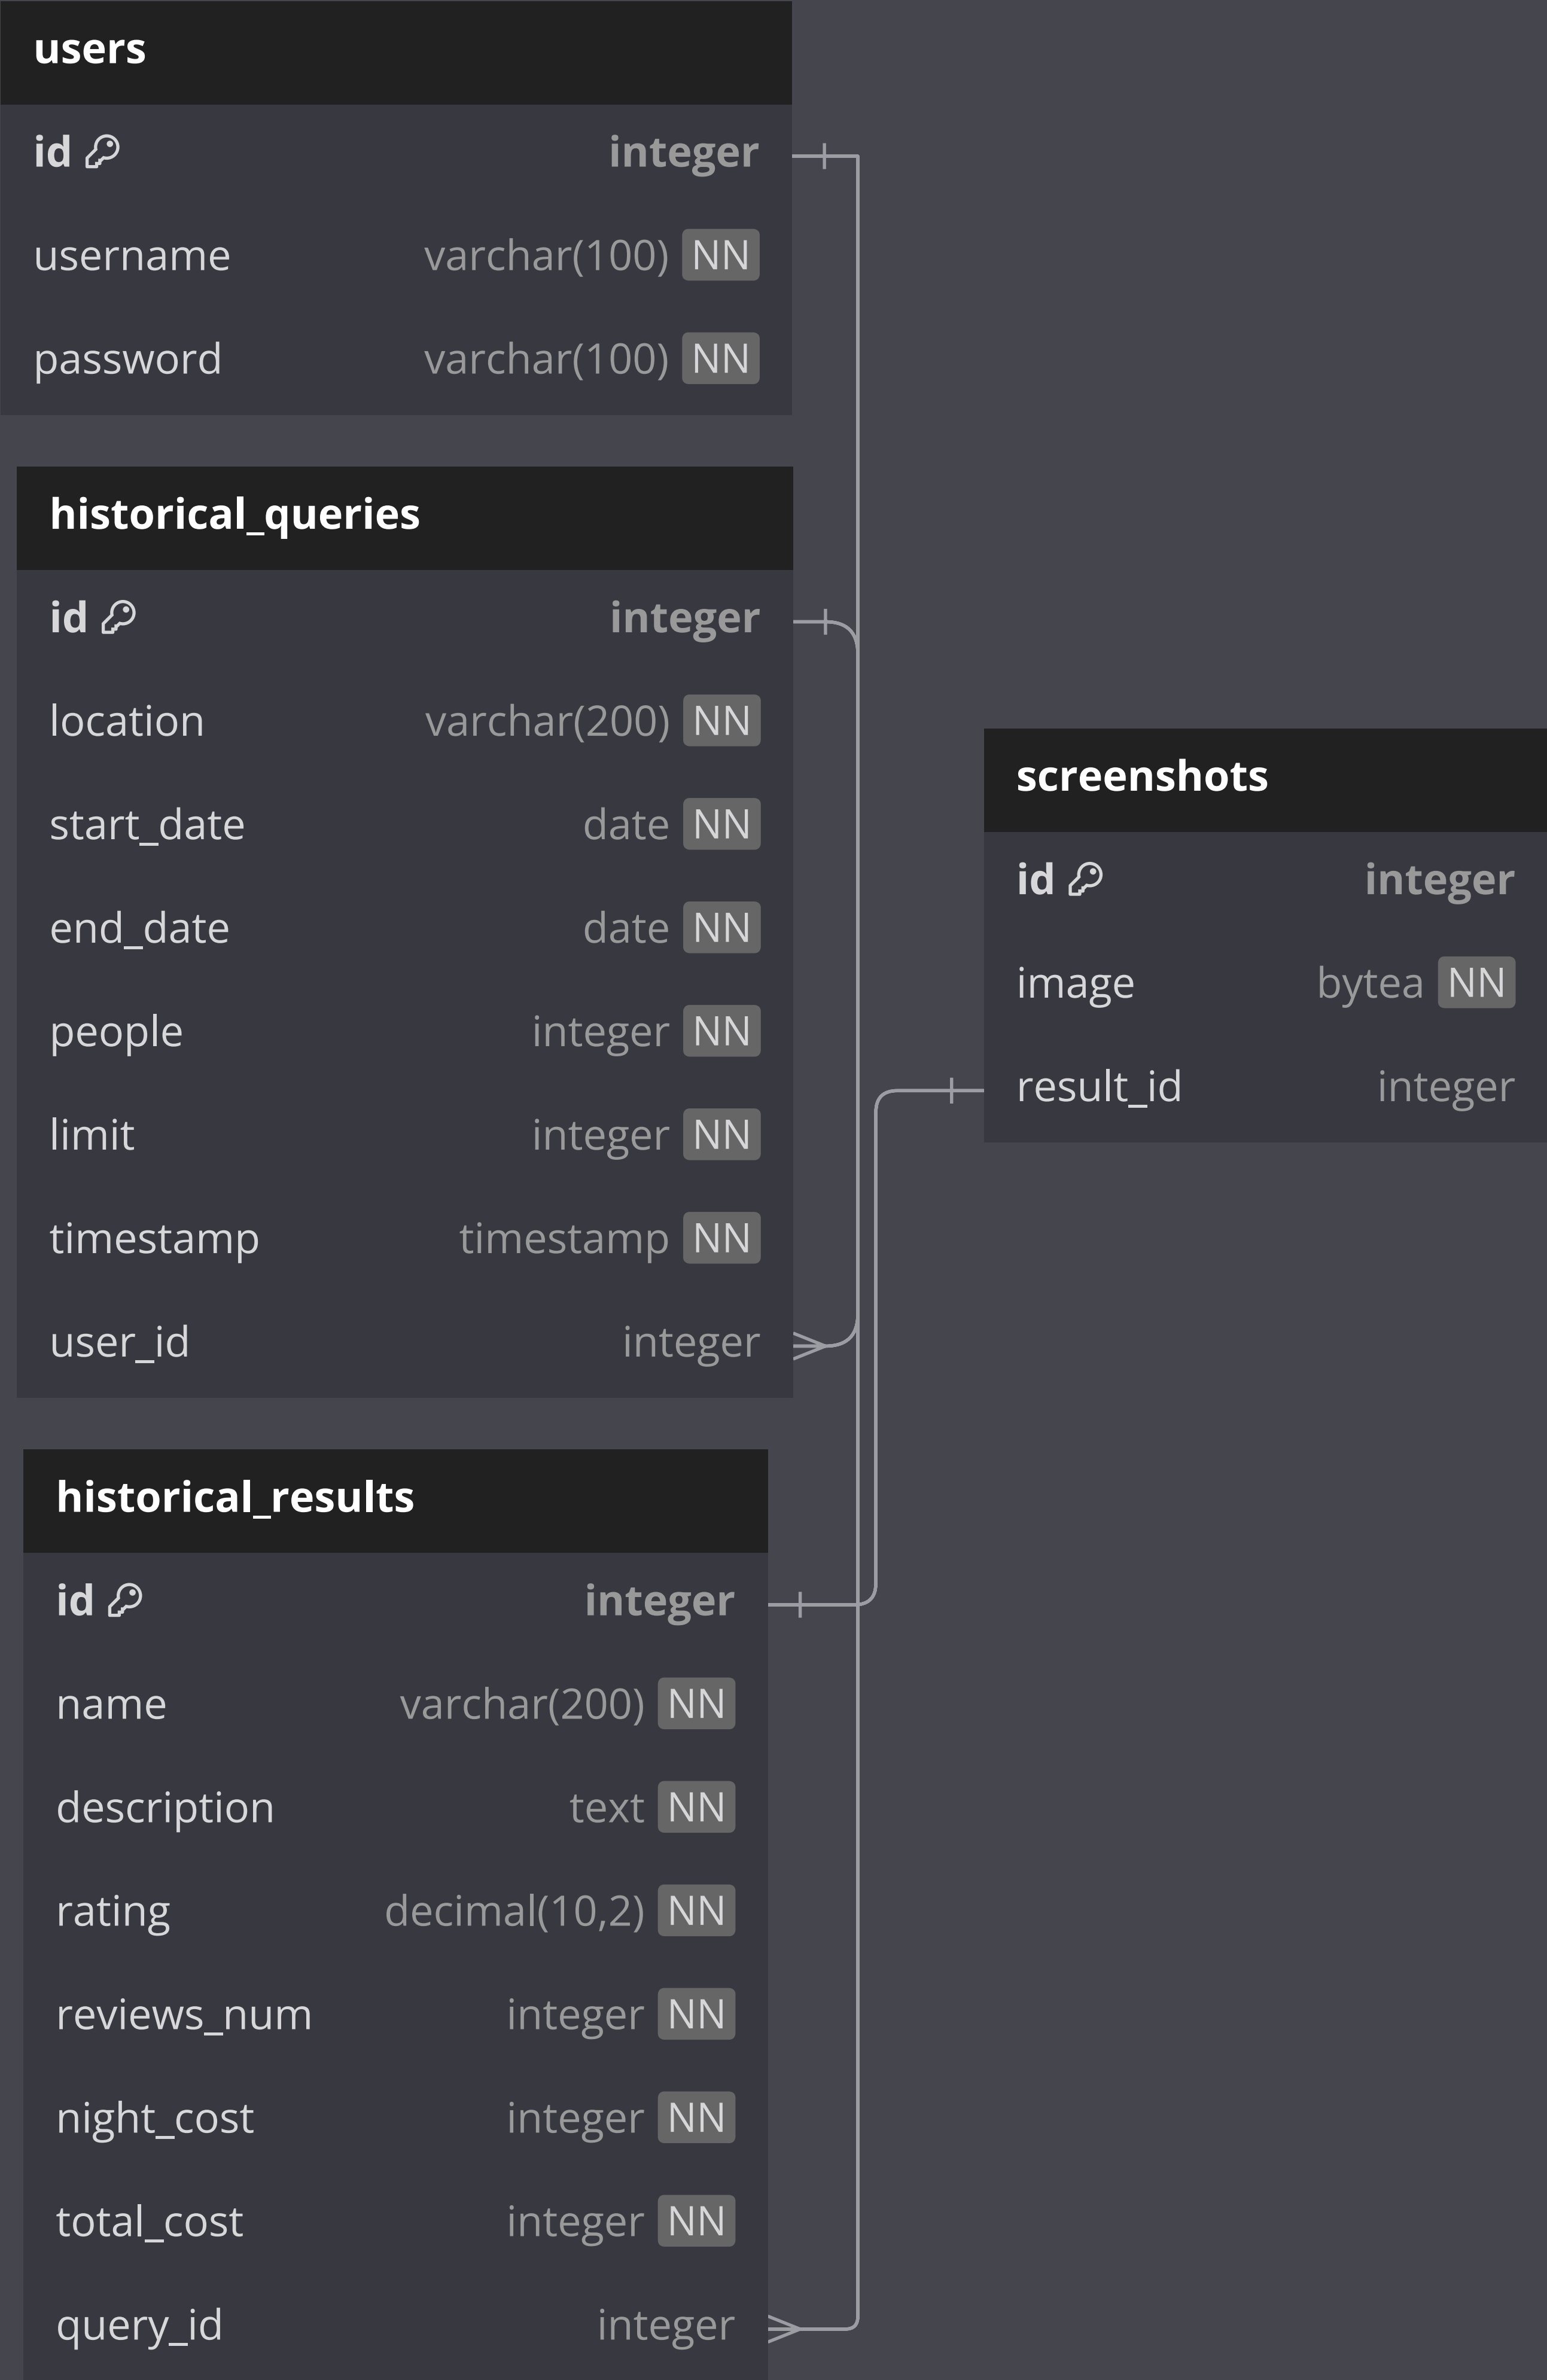 users
id integer
username varchar(100) NN
password varchar(100) NN
historical_queries
id integer
location varchar(200) NN
start_date date NN
end_date date NN
people integer NN
limit integer NN
timestamp timestamp NN
user_id integer
screenshots
id integer
image bytea NN
result_id integer
historical_results
id integer
name varchar(200) NN
description text NN
rating decimal(10,2) NN
reviews_num integer NN
night_cost integer NN
total_cost integer NN
query_id integer